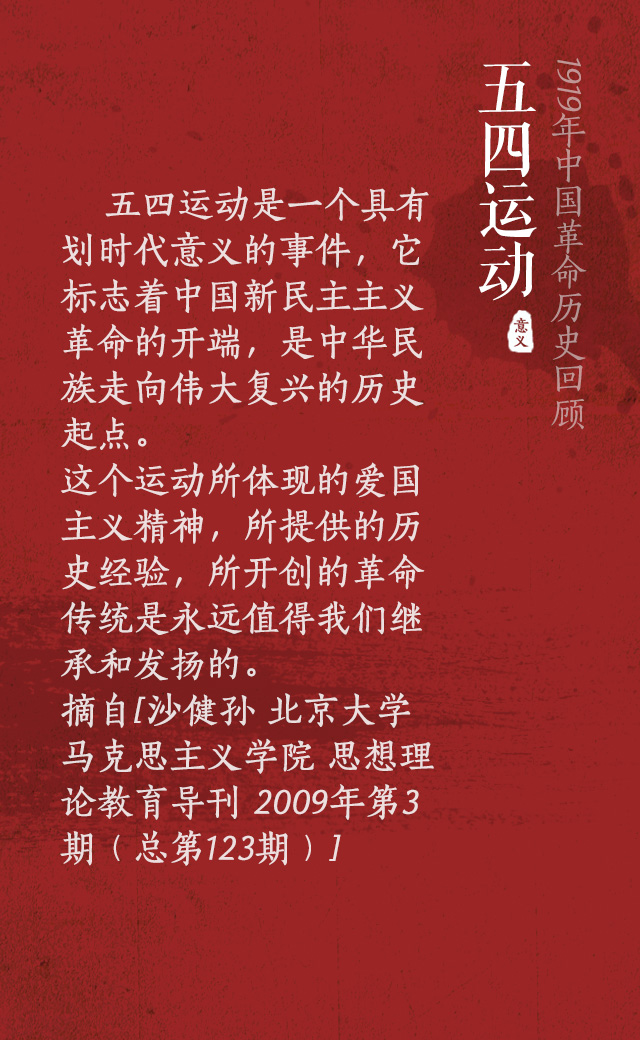 1919年中国革命历史回顾
五四运动
意义
五四运动是一个具有
划时代意义的事件，它
标志着中国新民主主义
革命的开端，是中华民
族走向伟大复兴的历史
起点。
这个运动所体现的爱国
主义精神，所提供的历
史经验，所开创的革命
传统是永远值得我们继
承和发扬的。
摘自[沙健孙 北京大学
马克思主义学院 思想理
论教育导刊 2009年第3
期（总第123期）]